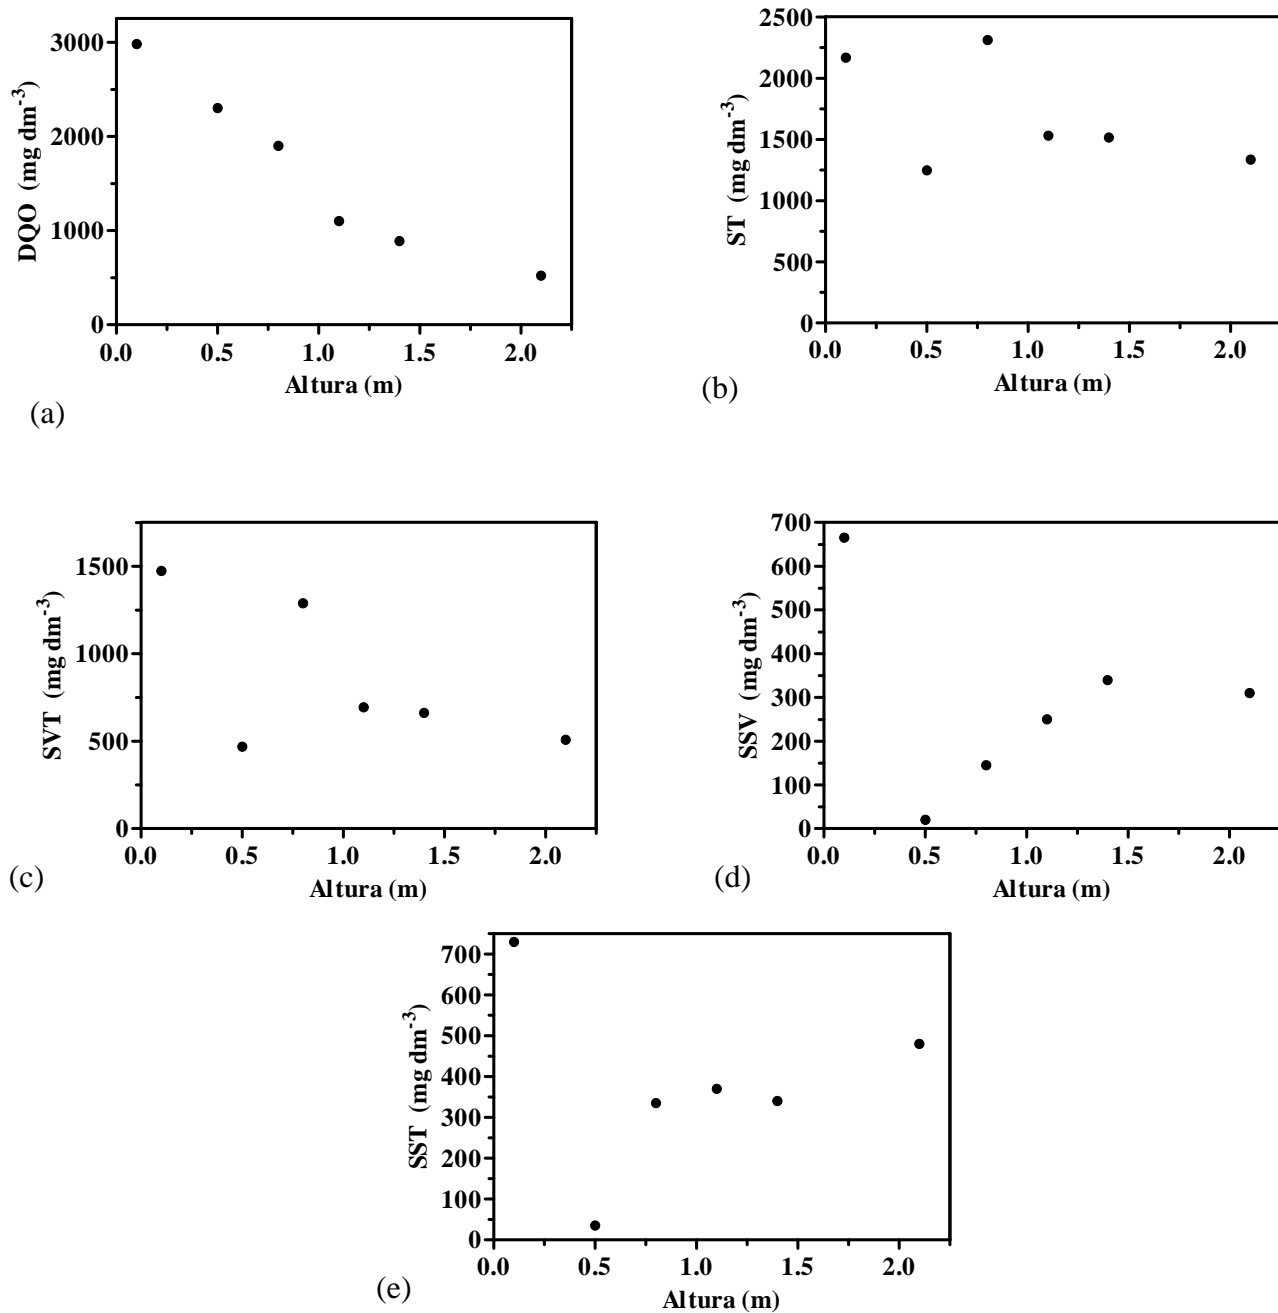 3000
2000
1000
0
DQO (mg dm-3)
0.0 0.5 1.0 1.5 2.0
Altura (m)
(a)
2500
2000
1500
1000
500
0
ST (mg dm-3)
0.0 0.5 1.0 1.5 2.0
Altura (m)
(b)
1500
1000
500
0
SVT (mg dm-3)
0.0 0.5 1.0 1.5 2.0
Altura (m)
(c)
700
600
500
400
300
200
100
0
SSV (mg dm-3)
0.0 0.5 1.0 1.5 2.0
Altura (m)
(d)
700
600
500
400
300
200
100
0
SST (mg dm-3)
0.0 0.5 1.0 1.5 2.0
Altura (m)
(e)